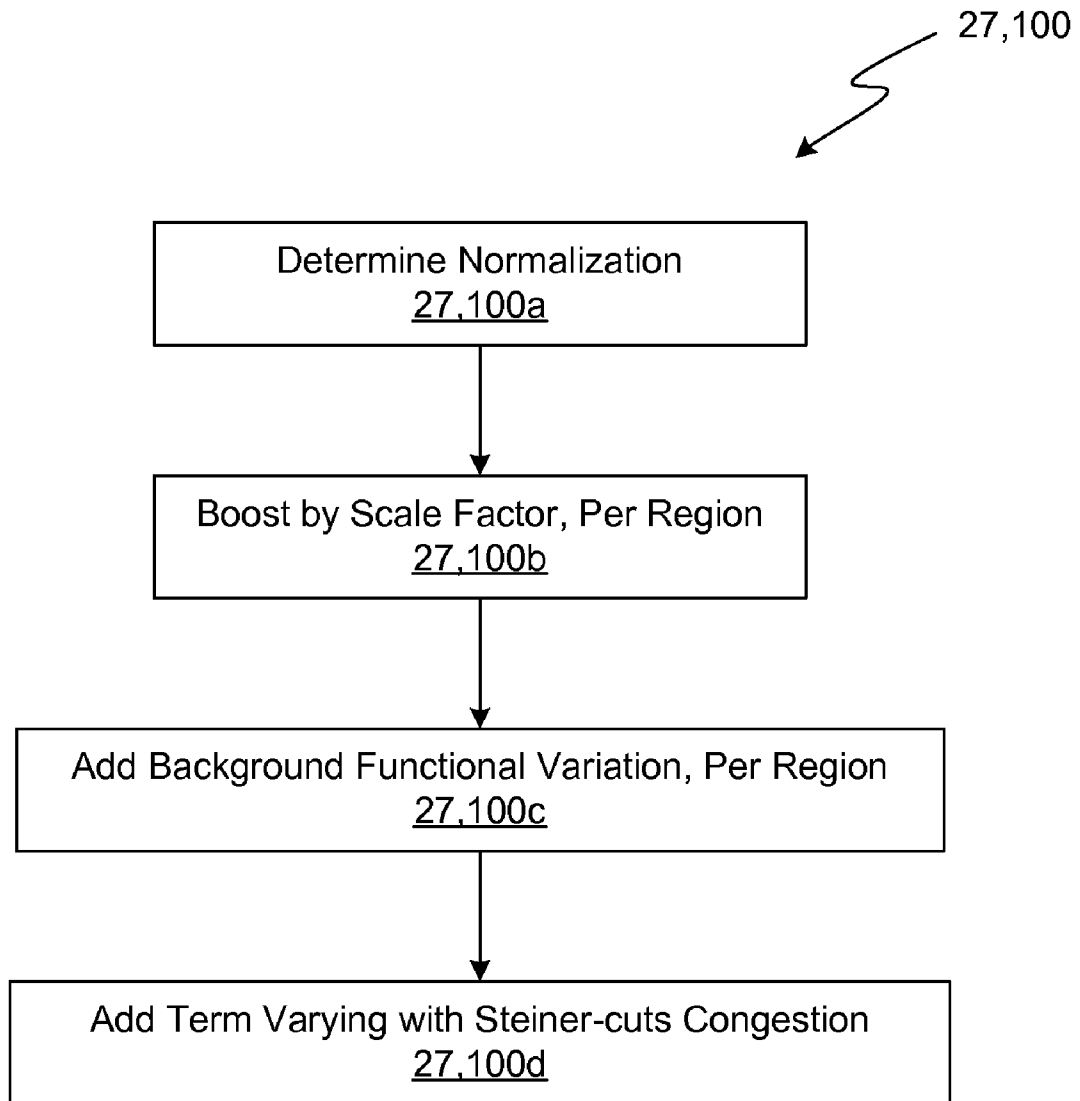 27,100
Determine Normalization
27,100a
Boost by Scale Factor, Per Region
27,100b
Add Background Functional Variation, Per Region
27,100c
Add Term Varying with Steiner-cuts Congestion
27,100d